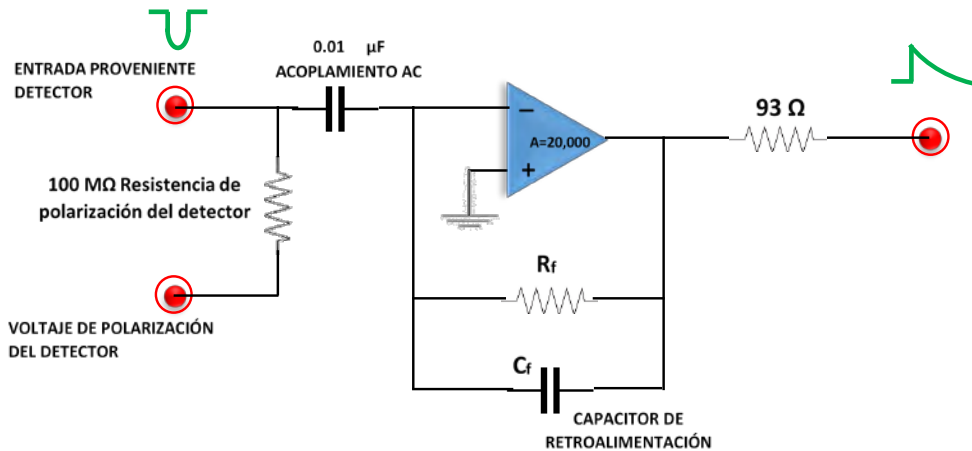 0.01 µF
ACOPLAMIENTO AC
ENTRADA PROVENIENTE
DETECTOR
−
A=20,000
+
93 Ω
100 MΩ Resistencia de
polarización del detector
Rf
VOLTAJE DE POLARIZACIÓN
DEL DETECTOR
Cf
CAPACITOR DE
RETROALIMENTACIÓN